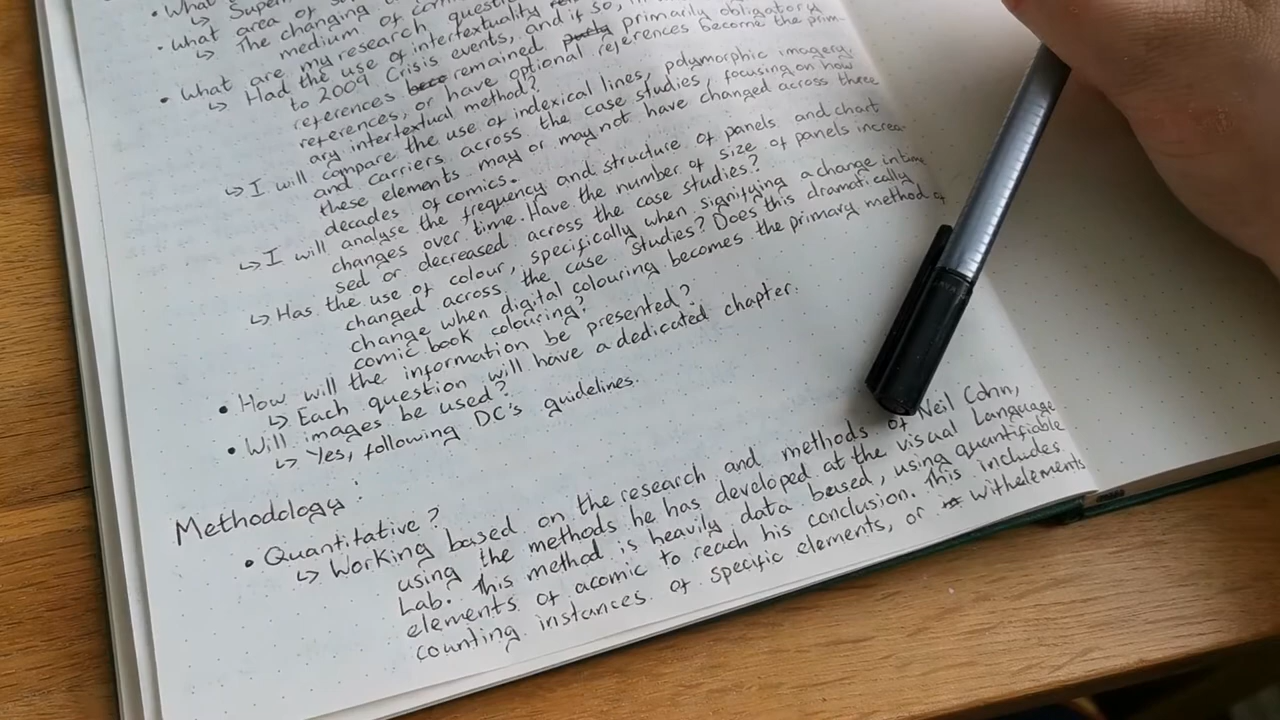 • What
↳ Super
• What area of
↳ The changing
medium of
• What are my research quest
↳ Had the use of intertextuality
to 2009 Crisis events, and if so,
references remained primarily obligatory
references, or have optional references become the prim-
ary intertextual method?
↳ I will compare the use of indexical lines, polymorphic imagery,
and carriers across the case studies, focusing on how
these elements may or may not have changed across three
decades of comics.
↳ I will analyse the frequency and structure of panels and chart
changes over time. Have the number of size of panels increa-
sed or decreased across the case studies?
↳ Has the use of colour, specifically when signifying a change in time
changed across the case studies? Does this dramatically
change when digital colouring becomes the primary method of
comic book colouring?
• How will the information be presented?
↳ Each question will have a dedicated chapter.
• Will images be used?
↳ Yes, following DC's guidelines.
Methodology:
• Quantitative?
↳ Working based on the research and methods of Neil Cohn,
using the methods he has developed at the Visual Language
Lab. This method is heavily data based, using quantifiable
elements of a comic to reach his conclusion. This includes
counting instances of specific elements, or with elements